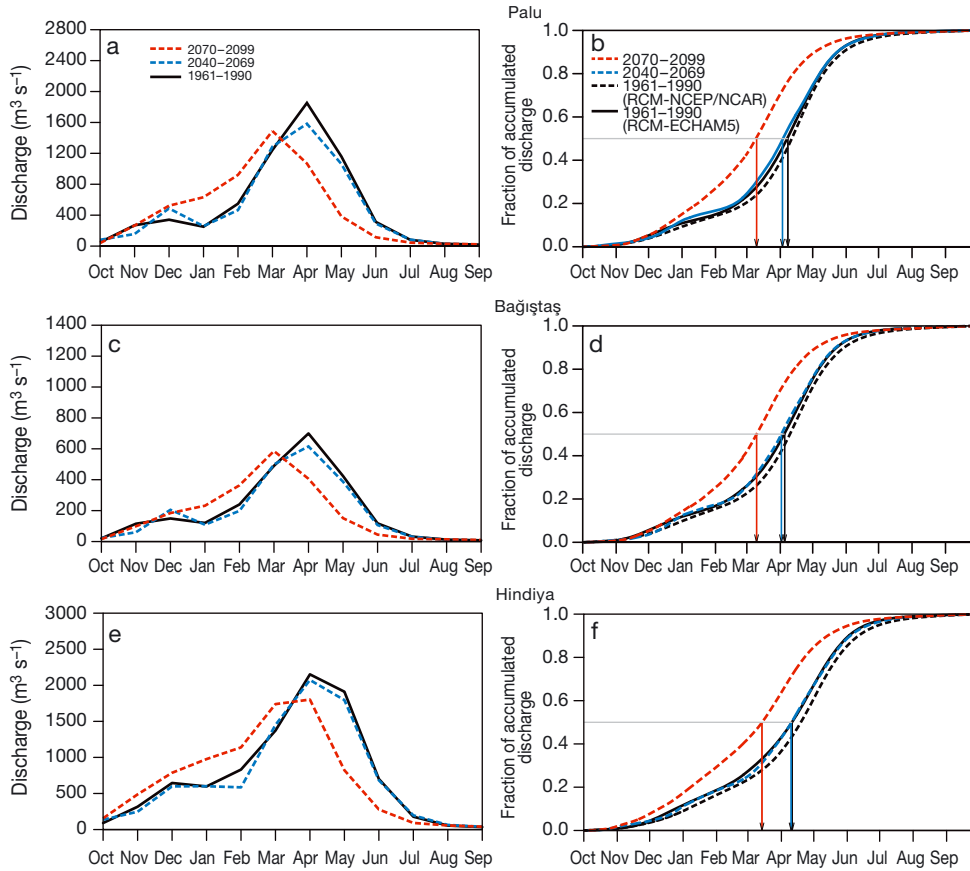 Palu
a
2070–2099
2040–2069
1961–1990
Discharge (m³ s⁻¹)
2800
2400
2000
1600
1200
800
400
0
Oct Nov Dec Jan Feb Mar Apr May Jun Jul Aug Sep
b
2070–2099
2040–2069
1961–1990
(RCM-NCEP/NCAR)
1961–1990
(RCM-ECHAM5)
Fraction of accumulated
discharge
1.0
0.8
0.6
0.4
0.2
0.0
Oct Nov Dec Jan Feb Mar Apr May Jun Jul Aug Sep
Bağıştaş
c
Discharge (m³ s⁻¹)
1400
1200
1000
800
600
400
200
0
Oct Nov Dec Jan Feb Mar Apr May Jun Jul Aug Sep
d
Fraction of accumulated
discharge
1.0
0.8
0.6
0.4
0.2
0.0
Oct Nov Dec Jan Feb Mar Apr May Jun Jul Aug Sep
Hindiya
e
Discharge (m³ s⁻¹)
3000
2500
2000
1500
1000
500
0
Oct Nov Dec Jan Feb Mar Apr May Jun Jul Aug Sep
f
Fraction of accumulated
discharge
1.0
0.8
0.6
0.4
0.2
0.0
Oct Nov Dec Jan Feb Mar Apr May Jun Jul Aug Sep